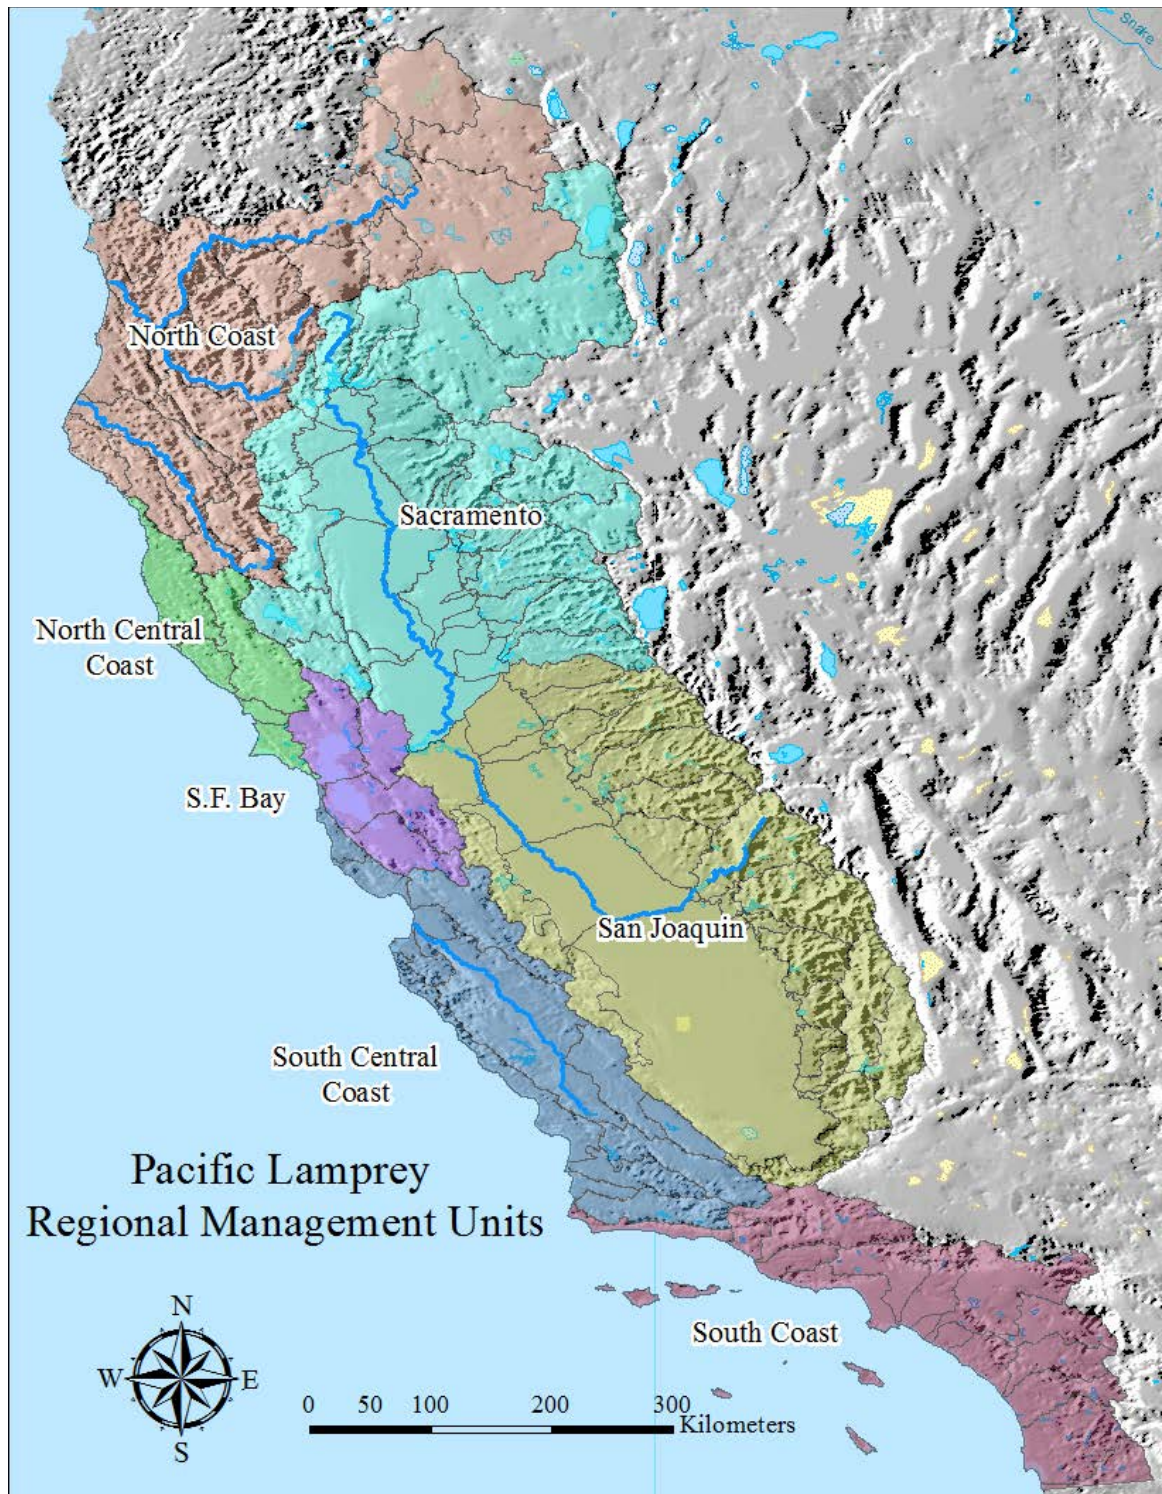 Snake
North Coast
Sacramento
North Central
Coast
S.F. Bay
San Joaquin
South Central
Coast
Pacific Lamprey
Regional Management Units
South Coast
N
W E
S
0 50 100 200 300
Kilometers